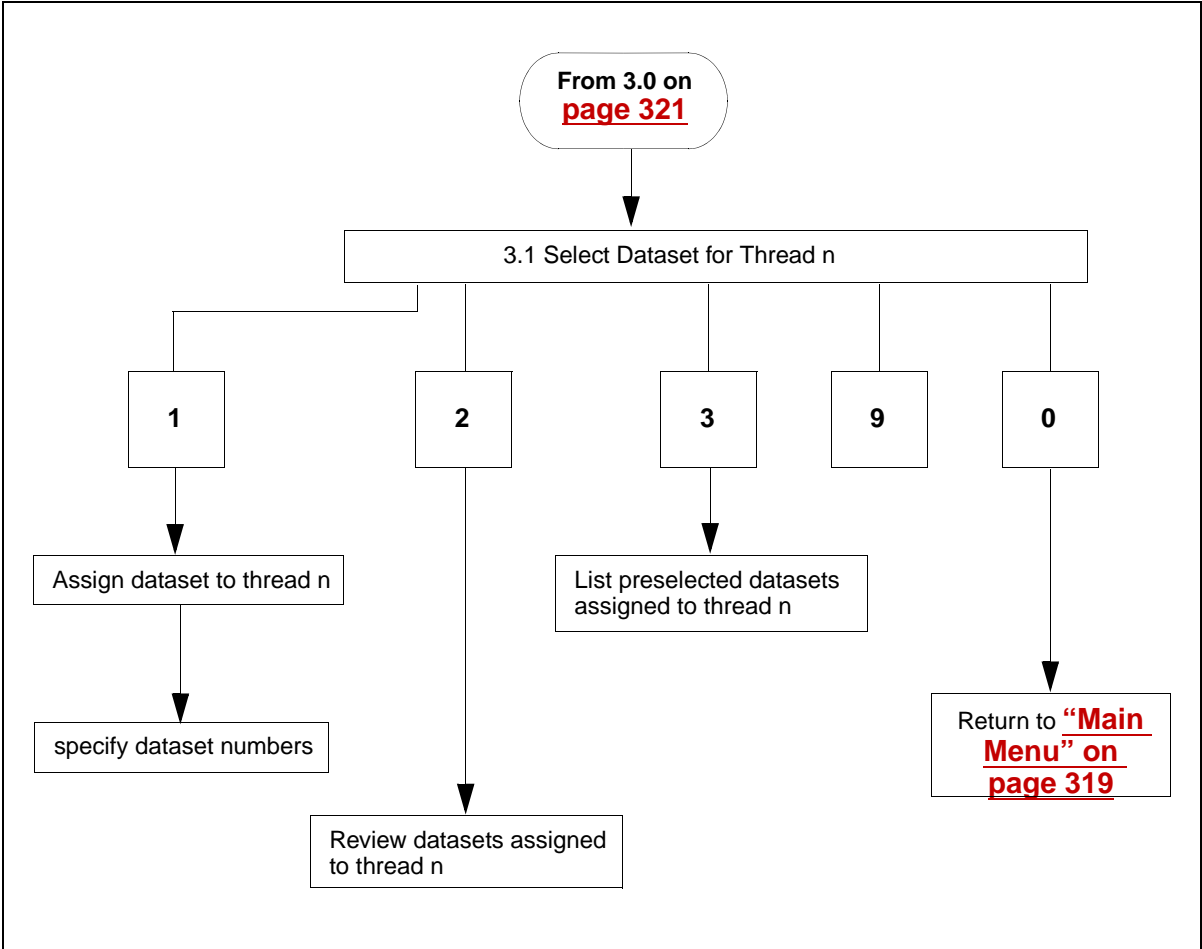 From 3.0 on
page 321
3.1 Select Dataset for Thread n
1
2
3
9
0
Assign dataset to thread n
List preselected datasets
assigned to thread n
specify dataset numbers
Return to “Main
Menu” on
page 319
Review datasets assigned
to thread n